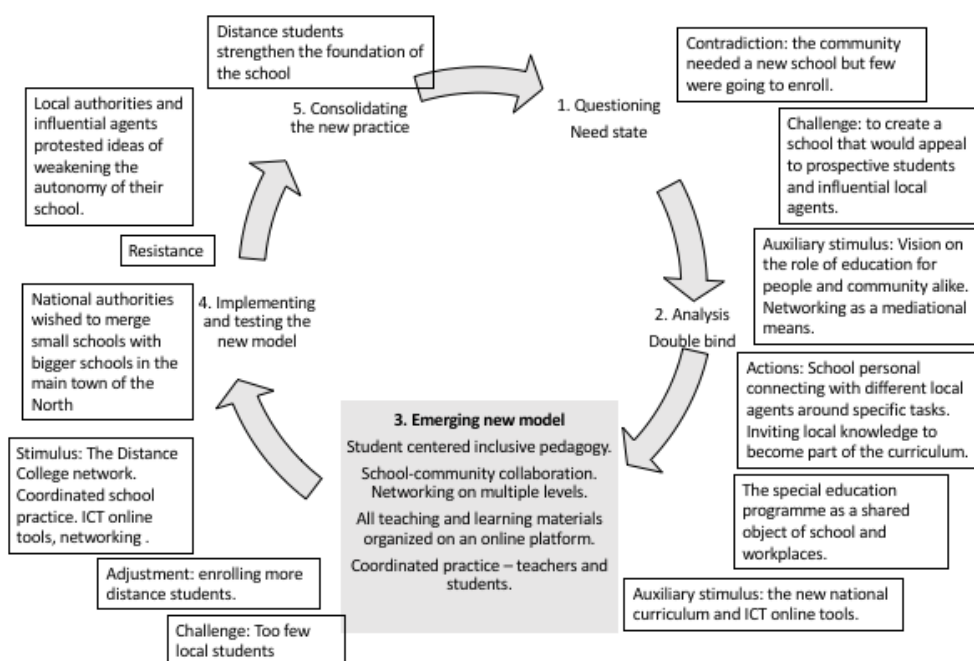 Distance students
strengthen the foundation of
the school
5. Consolidating
the new practice
1. Questioning
Need state
Contradiction: the community
needed a new school but few
were going to enroll.
Challenge: to create a
school that would appeal
to prospective students
and influential local
agents.
Auxiliary stimulus: Vision on
the role of education for
people and community alike.
Networking as a mediational
means.
2. Analysis
Double bind
Actions: School personal
connecting with different local
agents around specific tasks.
Inviting local knowledge to
become part of the curriculum.
The special education
programme as a shared
object of school and
workplaces.
Auxiliary stimulus: the new national
curriculum and ICT online tools.
3. Emerging new model
Student centered inclusive pedagogy.
School-community collaboration.
Networking on multiple levels.
All teaching and learning materials
organized on an online platform.
Coordinated practice – teachers and
students.
Challenge: Too few
local students
Adjustment: enrolling more
distance students.
Stimulus: The Distance
College network.
Coordinated school
practice. ICT online
tools, networking .
4. Implementing
and testing the
new model
National authorities
wished to merge
small schools with
bigger schools in the
main town of the
North
Resistance
Local authorities and
influential agents
protested ideas of
weakening the
autonomy of their
school.